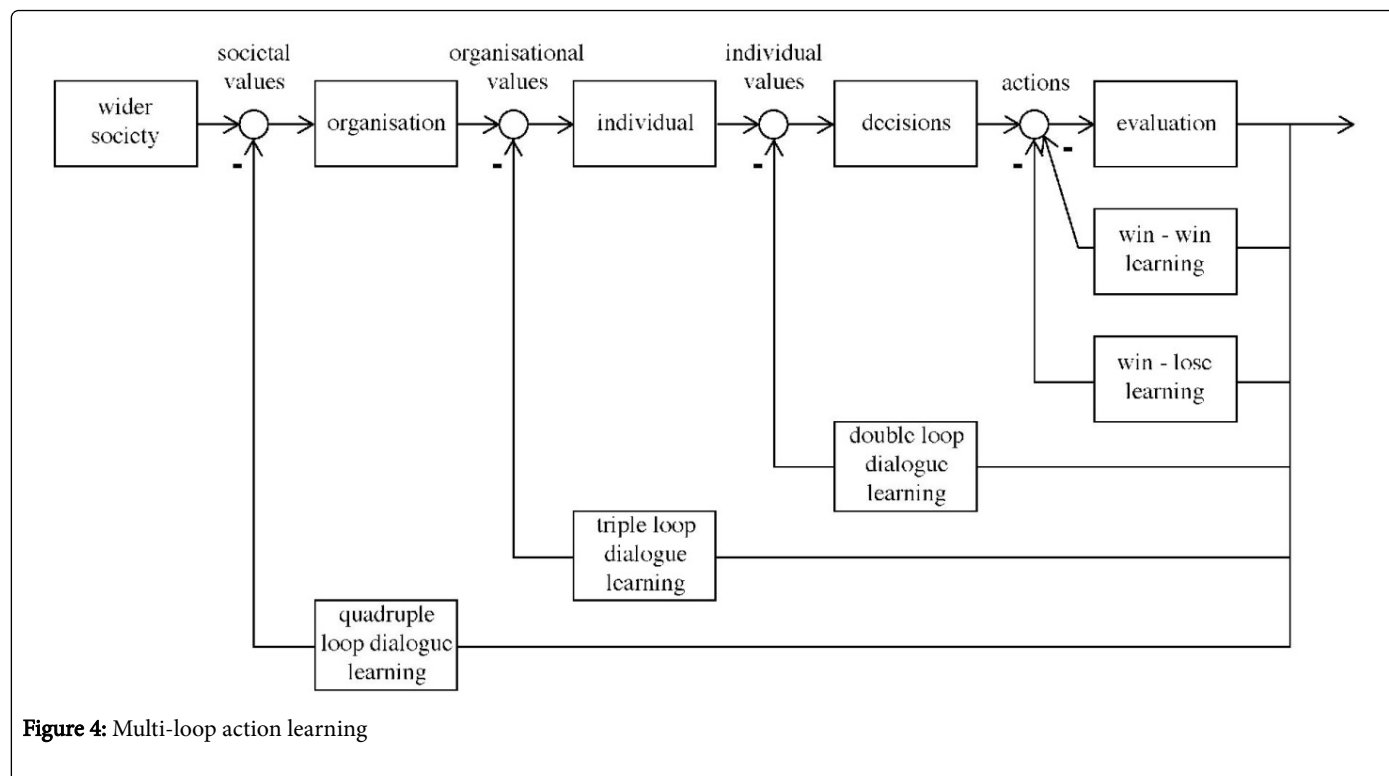 societal
values
organisational
values
individual
values
actions
wider
society
organisation
individual
decisions
evaluation
-
-
-
-
-
win - win
learning
win - lose
learning
double loop
dialogue
learning
triple loop
dialogue
learning
quadruple
loop dialogue
learning
Figure 4: Multi-loop action learning